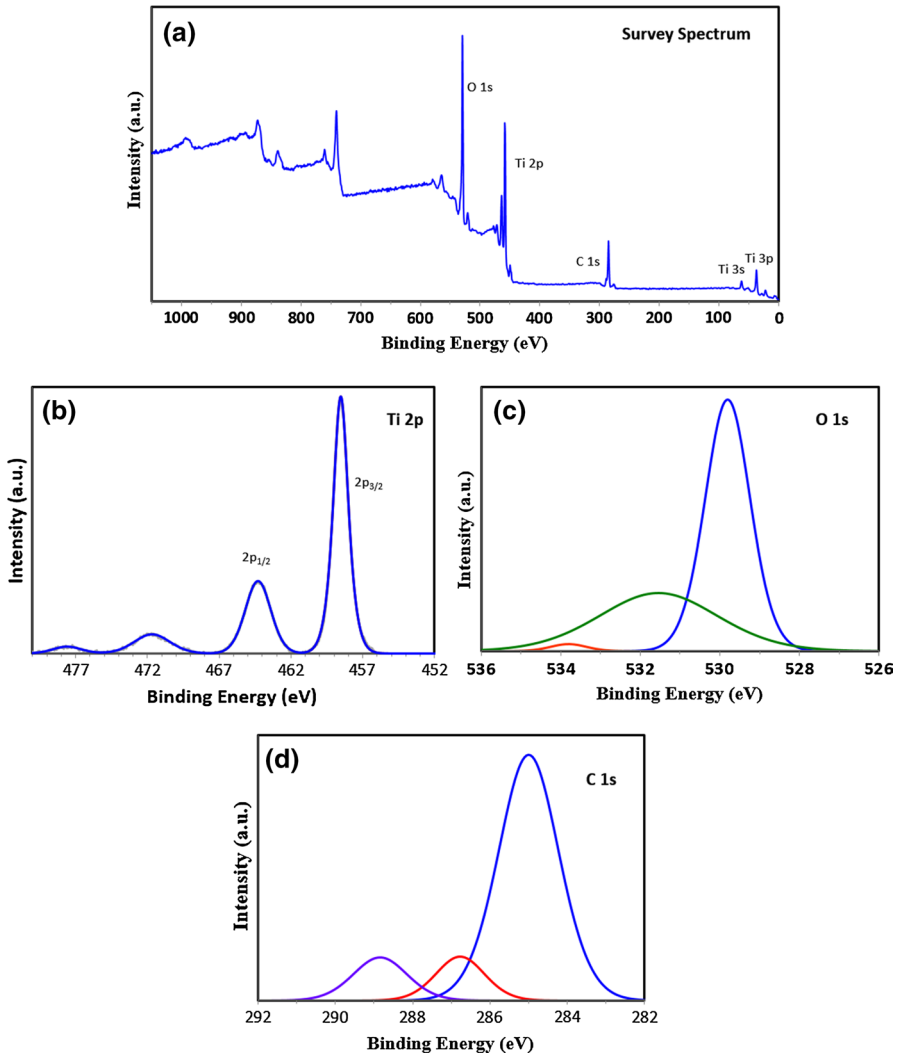 (a)
Survey Spectrum
O 1s
Ti 2p
C 1s
Ti 3s
Ti 3p
Intensity (a.u.)
1000 900 800 700 600 500 400 300 200 100 0
Binding Energy (eV)
(b)
Ti 2p
2p3/2
2p1/2
Intensity (a.u.)
477 472 467 462 457 452
Binding Energy (eV)
(c)
O 1s
Intensity (a.u.)
536 534 532 530 528 526
Binding Energy (eV)
(d)
C 1s
Intensity (a.u.)
292 290 288 286 284 282
Binding Energy (eV)